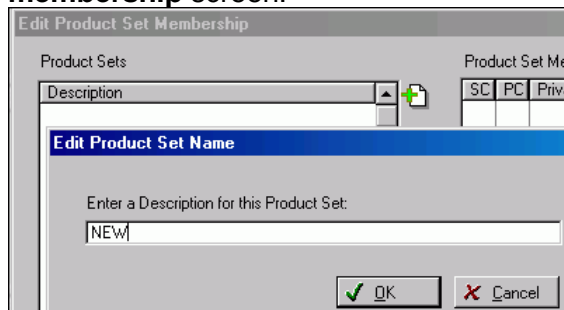 membership screen.
Edit Product Set Membership
Product Sets
Product Set Me
Description
SC PC Priv
Edit Product Set Name
Enter a Description for this Product Set:
NEW
OK
Cancel